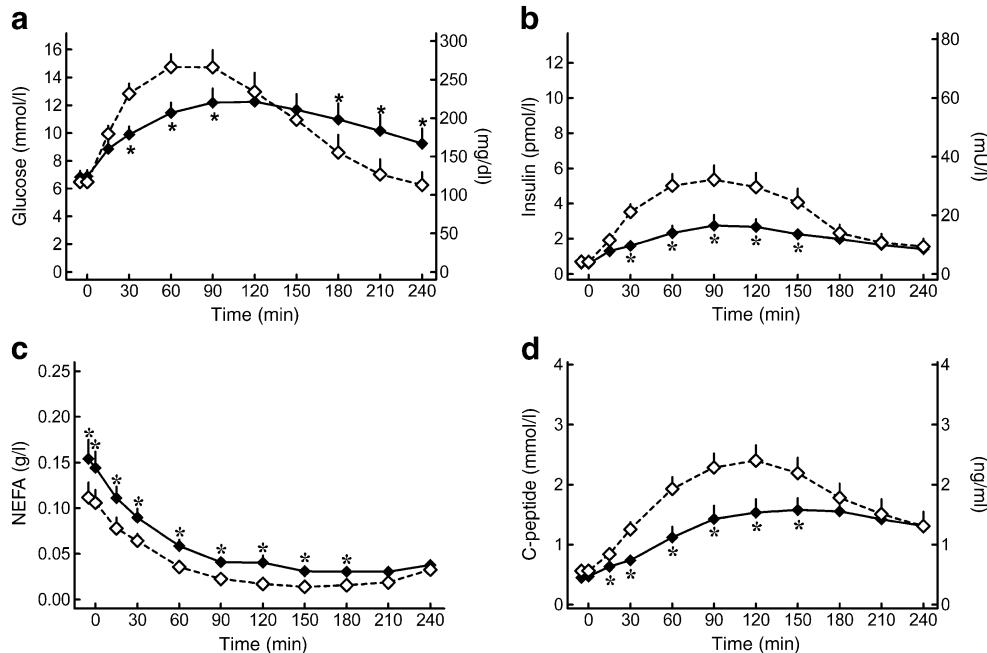 a
Glucose (mmol/l)
16
14
12
10
8
6
4
2
0
300
250
200
150
100
50
0
(mg/dl)
* * * * * *
0 30 60 90 120 150 180 210 240
Time (min)
b
Insulin (pmol/l)
12
10
8
6
4
2
0
80
60
40
20
0
(mU/l)
* * * * *
0 30 60 90 120 150 180 210 240
Time (min)
c
NEFA (g/l)
0.25
0.20
0.15
0.10
0.05
0.00
* * * * * * * * *
0 30 60 90 120 150 180 210 240
Time (min)
d
C-peptide (mmol/l)
4
3
2
1
0
4
3
2
1
0
(ng/ml)
* * * * * *
0 30 60 90 120 150 180 210 240
Time (min)